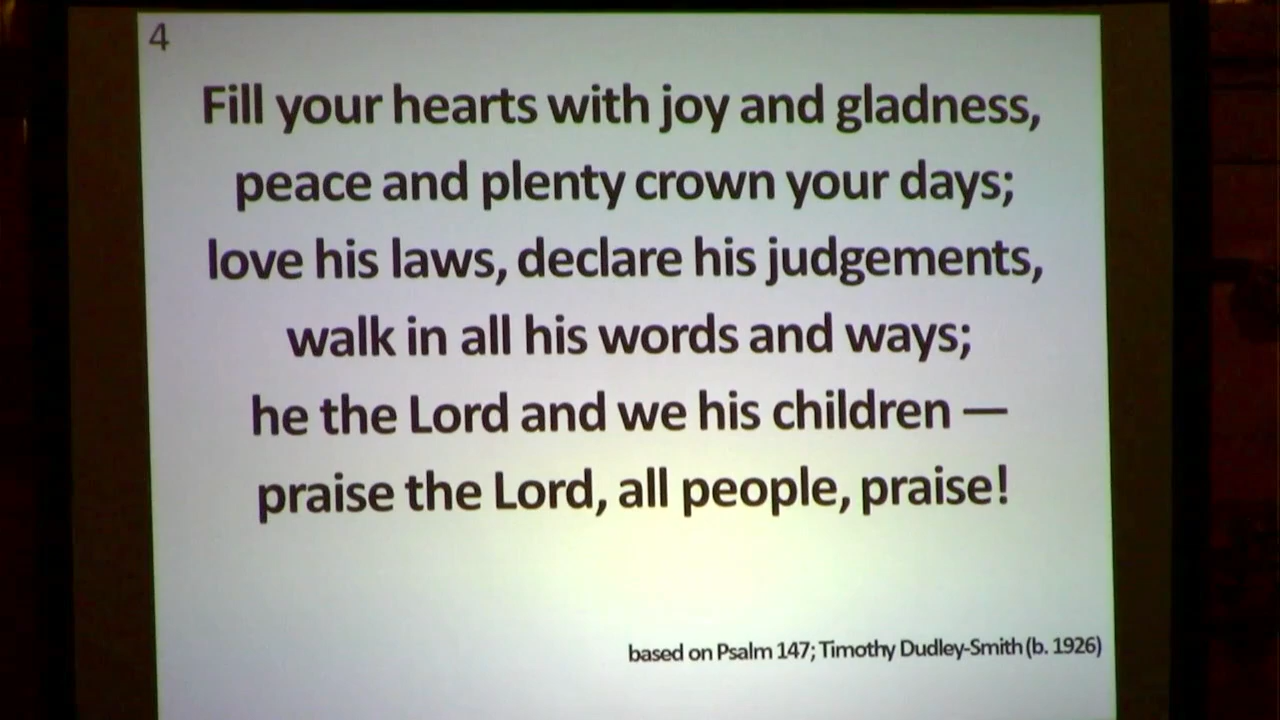 4
Fill your hearts with joy and gladness,
peace and plenty crown your days;
love his laws, declare his judgements,
walk in all his words and ways;
he the Lord and we his children —
praise the Lord, all people, praise!
based on Psalm 147; Timothy Dudley-Smith (b. 1926)